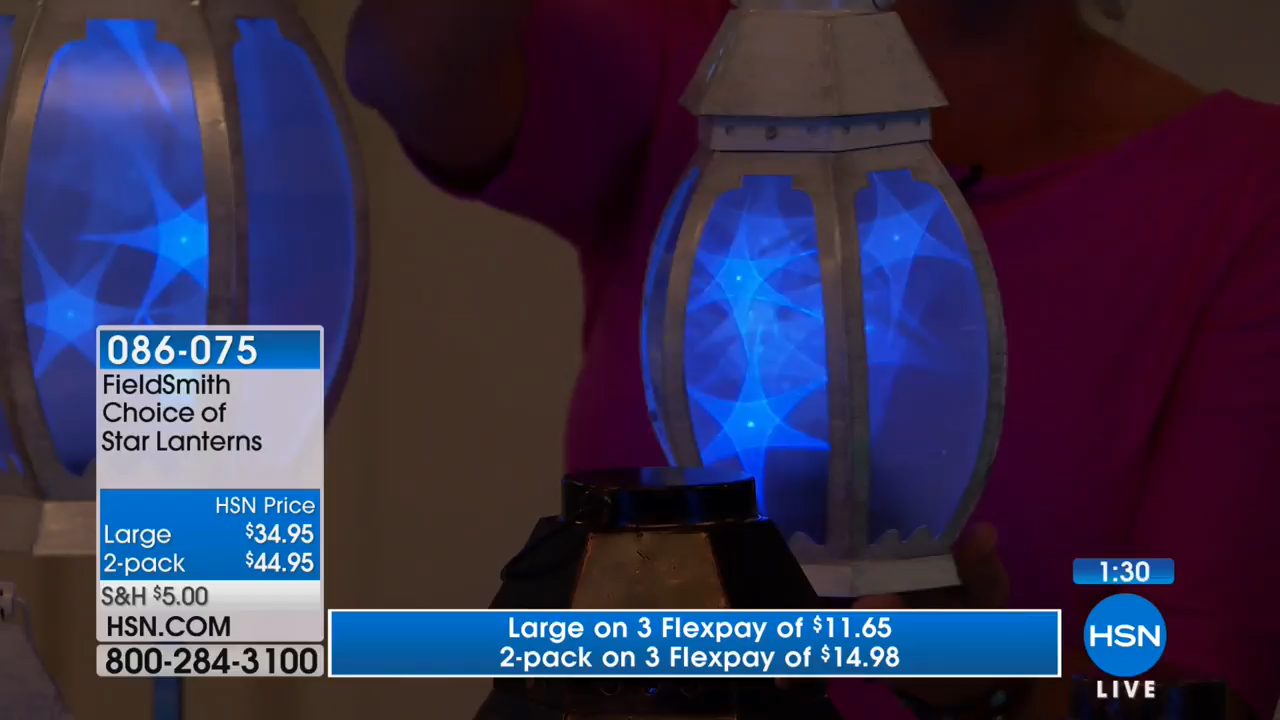 086-075
FieldSmith
Choice of
Star Lanterns
HSN Price
Large $34.95
2-pack $44.95
S&H $5.00
HSN.COM
800-284-3100
Large on 3 Flexpay of $11.65
2-pack on 3 Flexpay of $14.98
1:30
HSN
LIVE